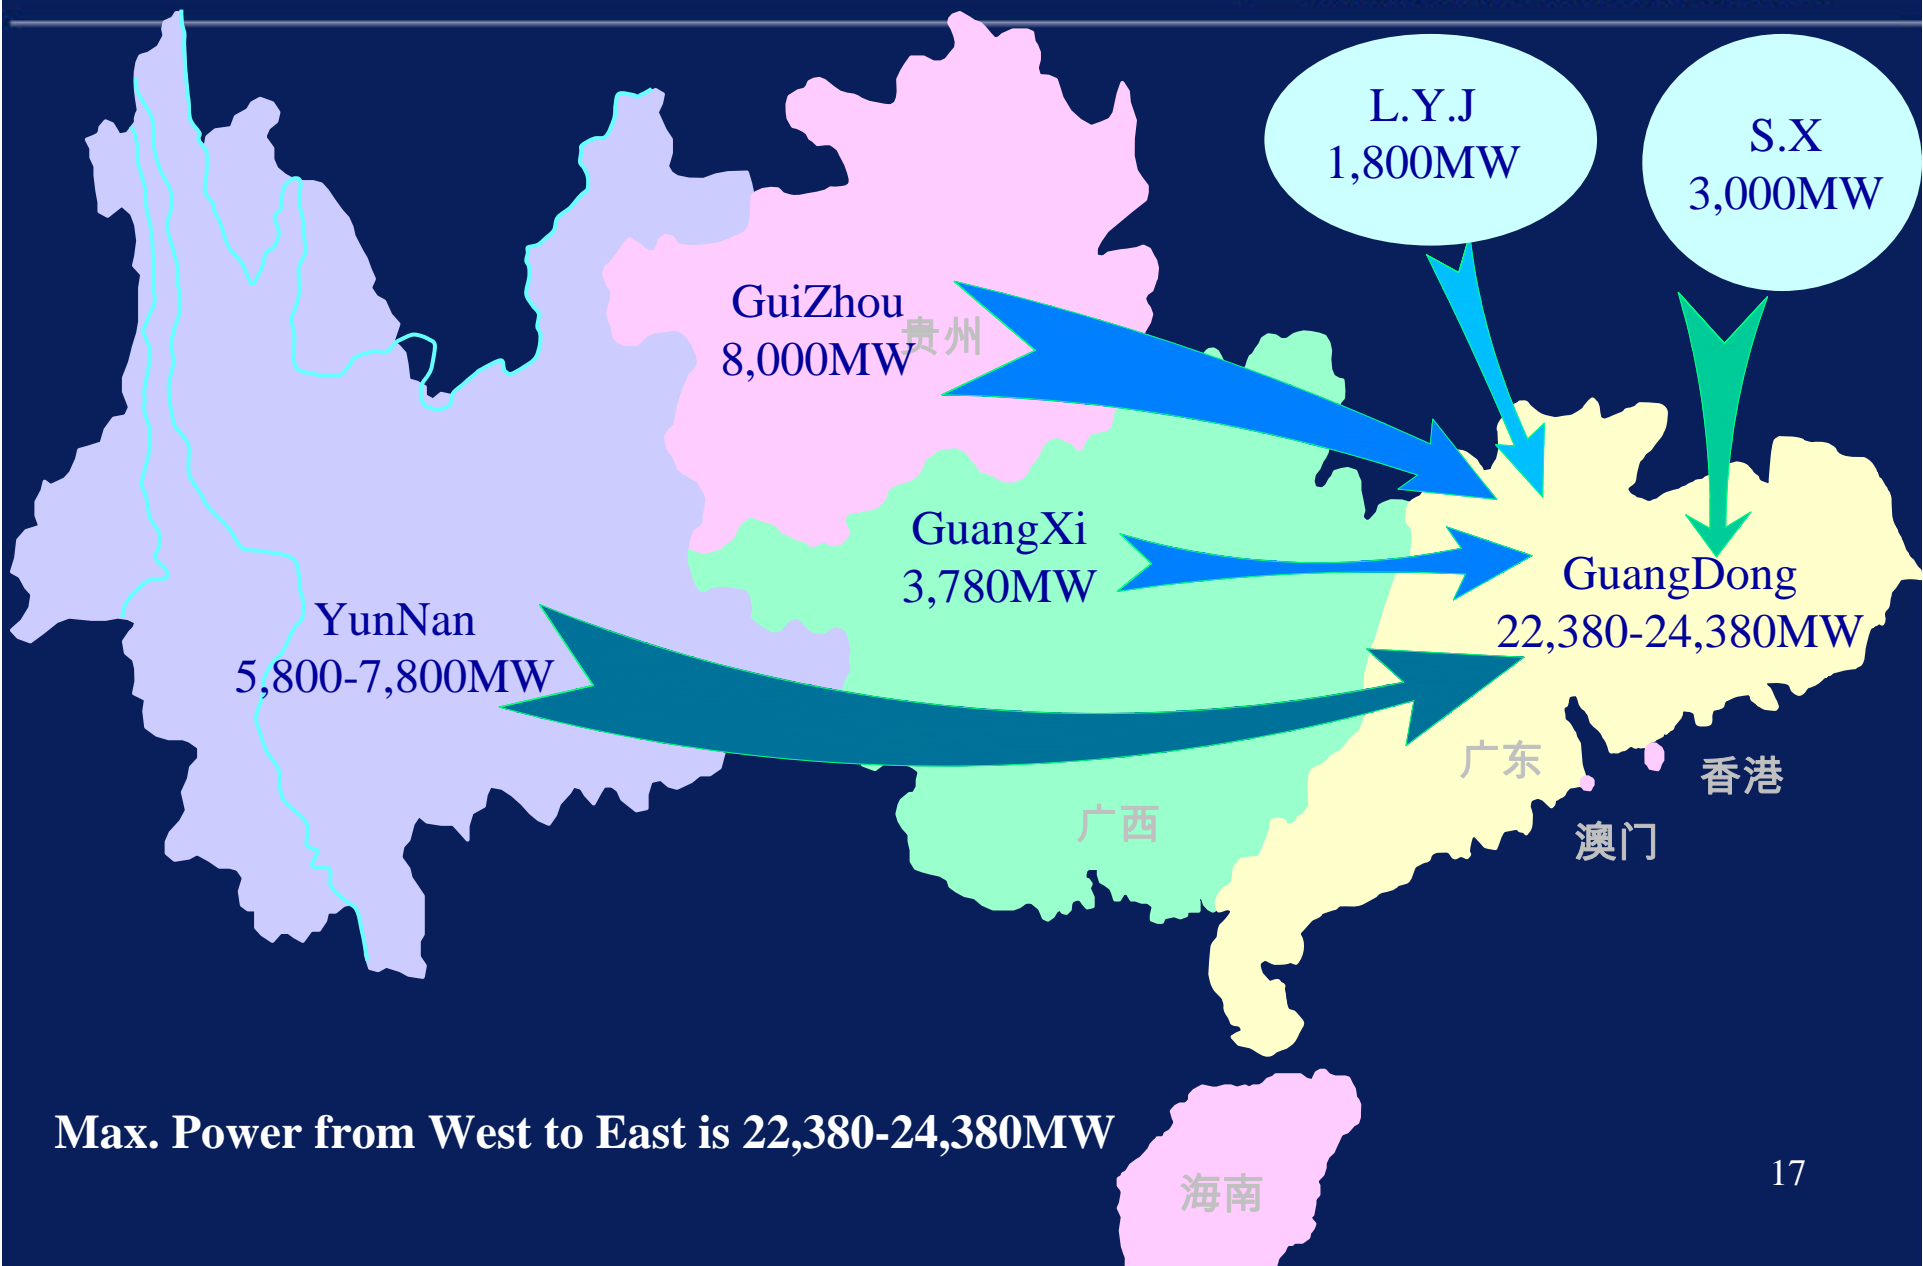 L.Y.J
1,800MW
S.X
3,000MW
GuiZhou
8,000MW
贵州
GuangXi
3,780MW
GuangDong
22,380-24,380MW
YunNan
5,800-7,800MW
广东
香港
广西
澳门
Max. Power from West to East is 22,380-24,380MW
海南
17